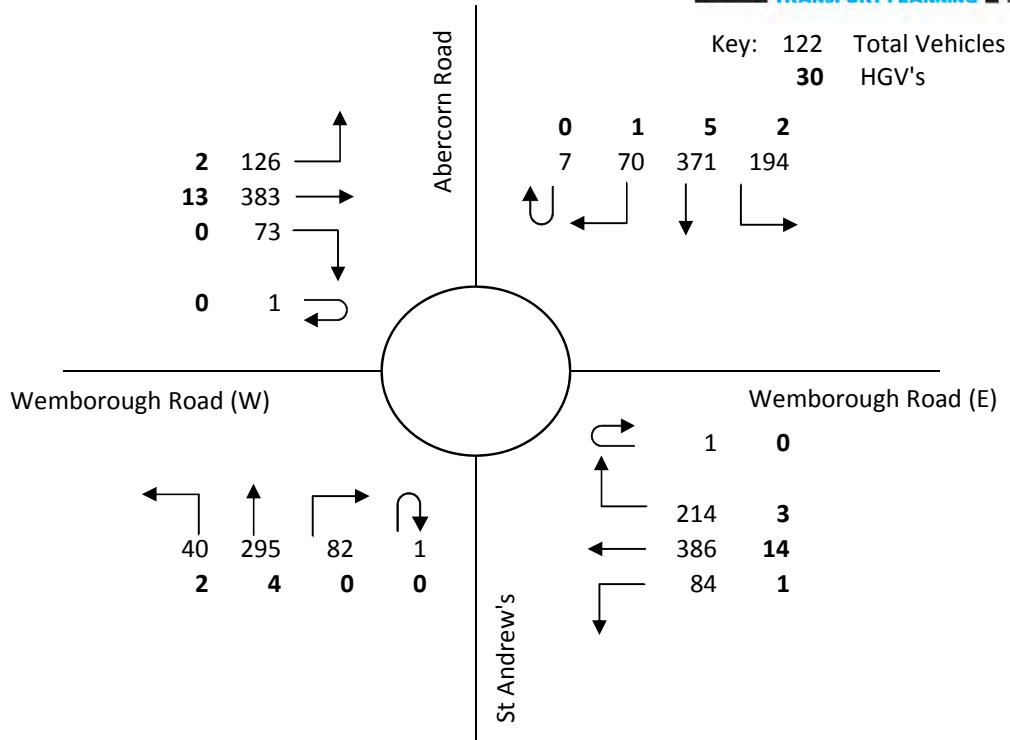 TRANSPORT PLANNING
Key: 122 Total Vehicles
30 HGV's
Abercorn Road
0 1 5 2
7 70 371 194
2 126
13 383
0 73
0 1
Wemborough Road (W)
Wemborough Road (E)
1 0
214 3
386 14
84 1
40 295 82 1
2 4 0 0
St Andrew's